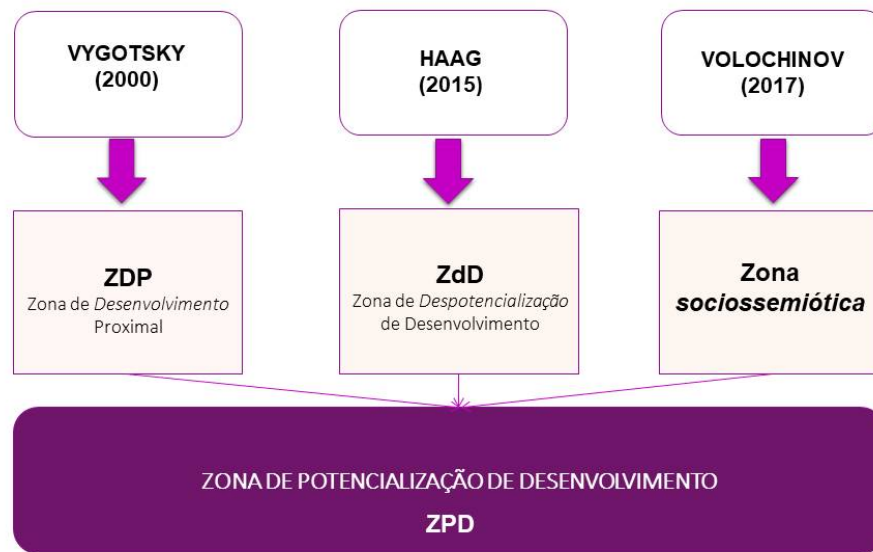 VYGOTSKY
(2000)
HAAG
(2015)
VOLOCHINOV
(2017)
ZDP
Zona de Desenvolvimento
Proximal
ZdD
Zona de Despotencialização
de Desenvolvimento
Zona
sociossemiótica
ZONA DE POTENCIALIZAÇÃO DE DESENVOLVIMENTO
ZPD